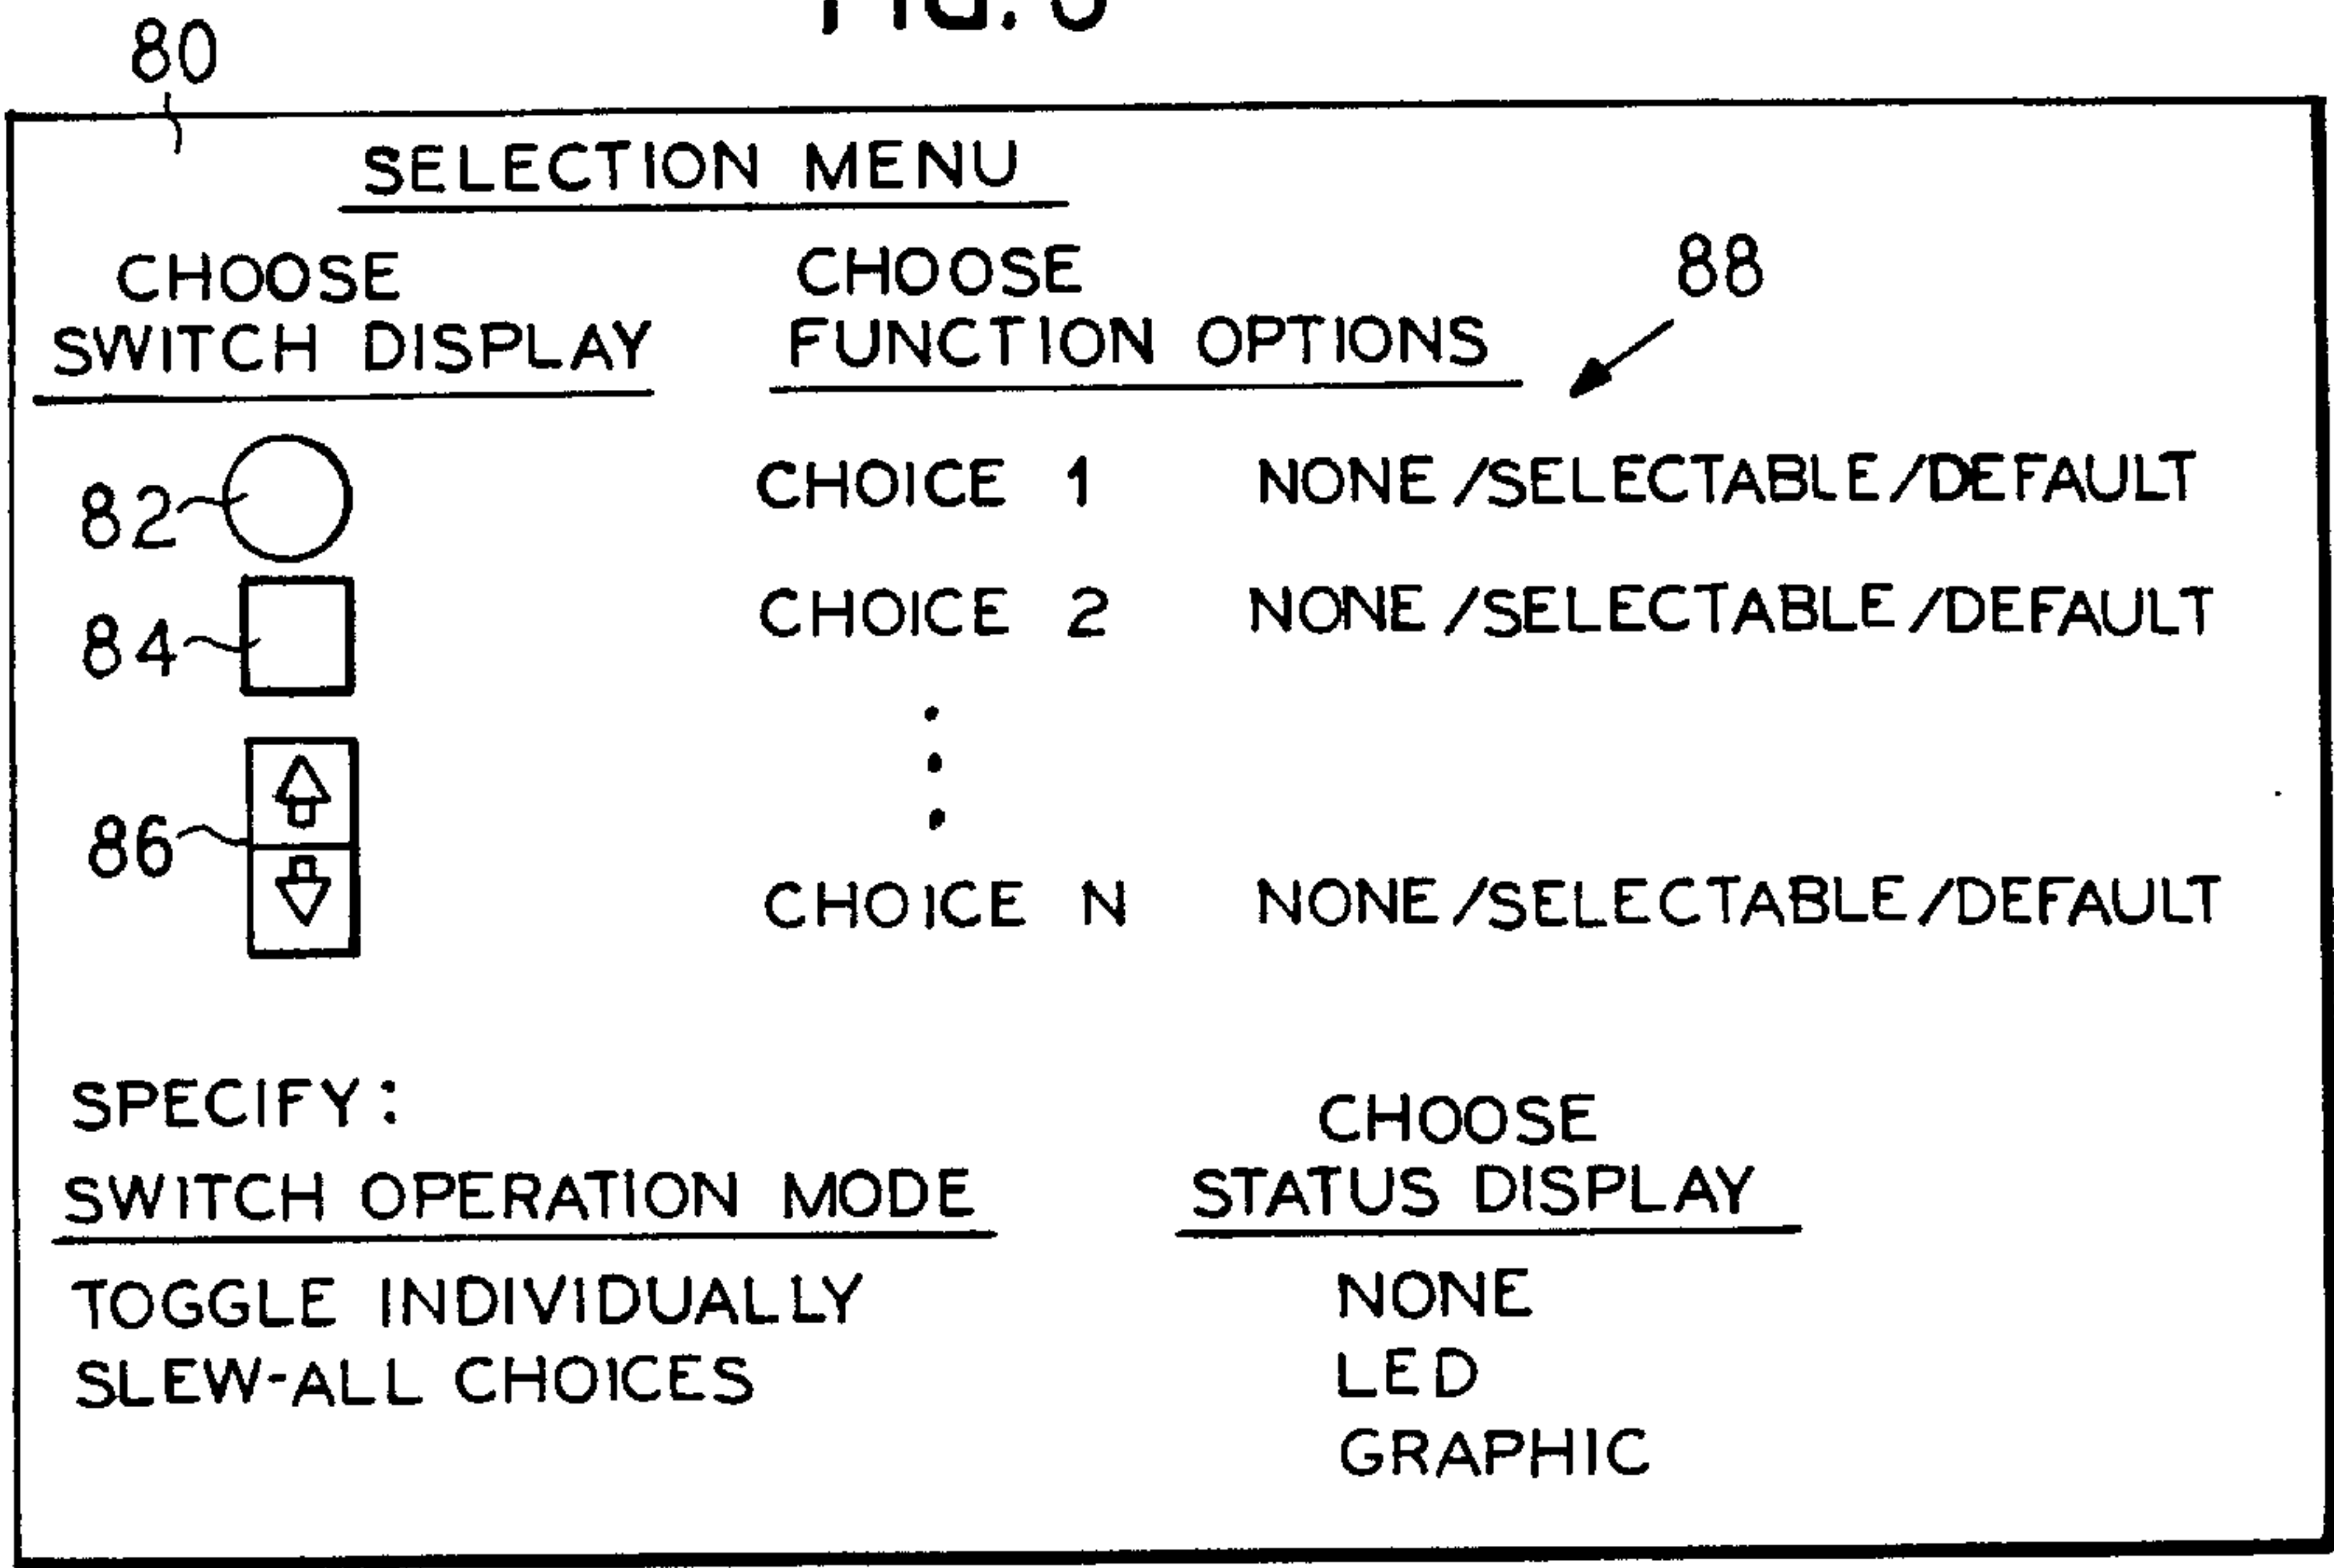 80
SELECTION MENU
CHOOSE
SWITCH DISPLAY
CHOOSE
FUNCTION OPTIONS
88
82
84
86
CHOICE 1 NONE/SELECTABLE/DEFAULT
CHOICE 2 NONE/SELECTABLE/DEFAULT
CHOICE N NONE/SELECTABLE/DEFAULT
SPECIFY:
SWITCH OPERATION MODE
TOGGLE INDIVIDUALLY
SLEW-ALL CHOICES
CHOOSE
STATUS DISPLAY
NONE
LED
GRAPHIC